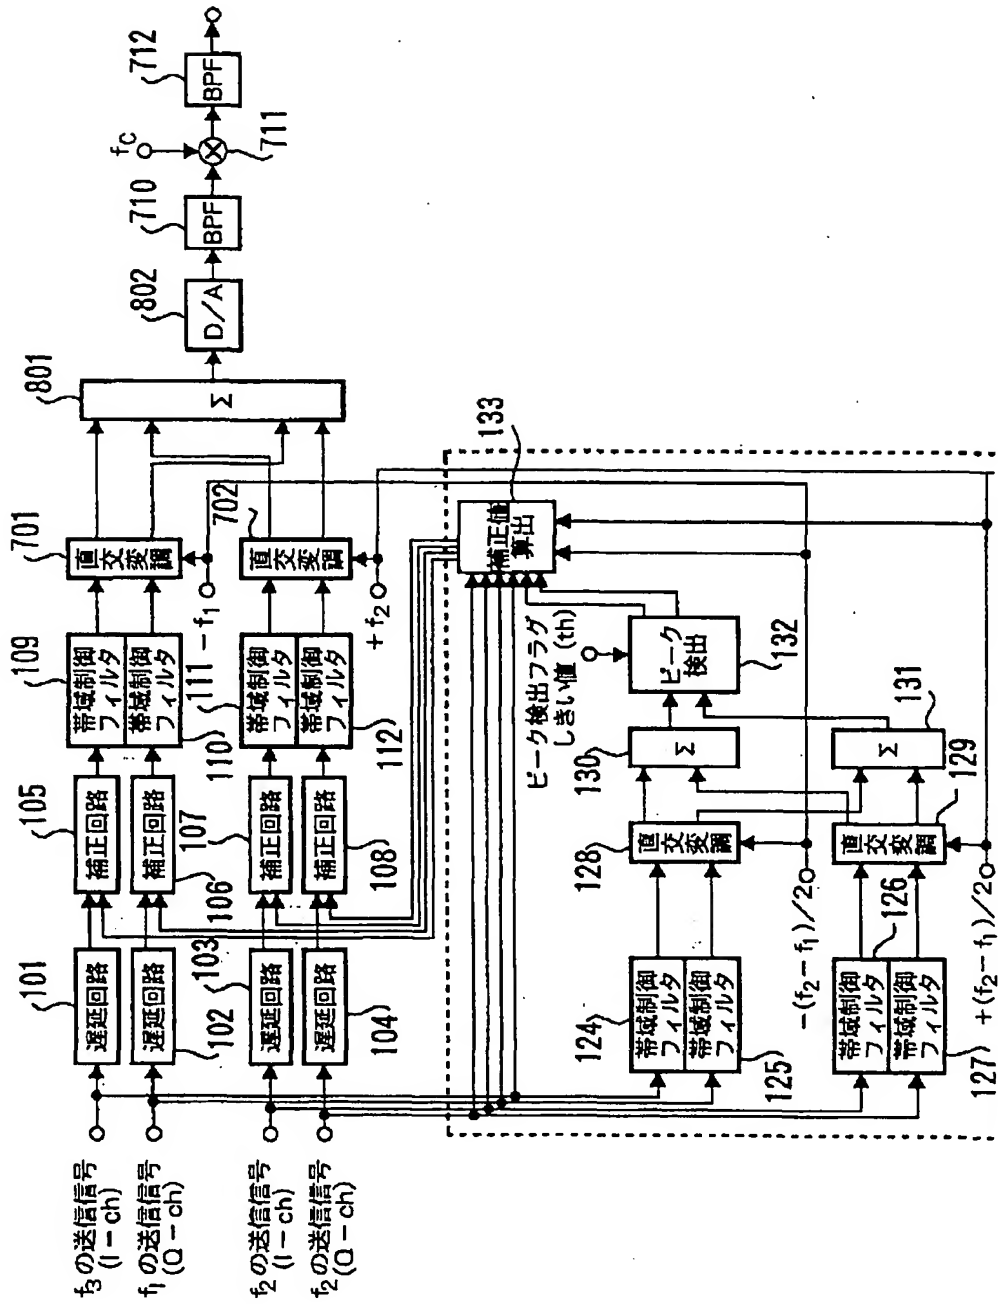 f₃の送信信号
(I-ch)
f₁の送信信号
(Q-ch)
f₂の送信信号
(I-ch)
f₂の送信信号
(Q-ch)
101
遅延回路
遅延回路
102
103
遅延回路
遅延回路
104
105
補正回路
補正回路
106
107
補正回路
補正回路
108
109
帯域制御
フィルタ
帯域制御
フィルタ
110
111
帯域制御
フィルタ
帯域制御
フィルタ
112
701
直交変調
-f₁
702
直交変調
+f₂
801
Σ
802
D/A
710
BPF
fc
711
712
BPF
133
補正値
算出
ピーク検出フラグ
しきい値 (th)
ピーク
検出
132
130
Σ
131
Σ
128
直交変調
129
直交変調
124
帯域制御
フィルタ
帯域制御
フィルタ
125
-(f₂-f₁)/2
126
帯域制御
フィルタ
帯域制御
フィルタ
127
+(f₂-f₁)/2